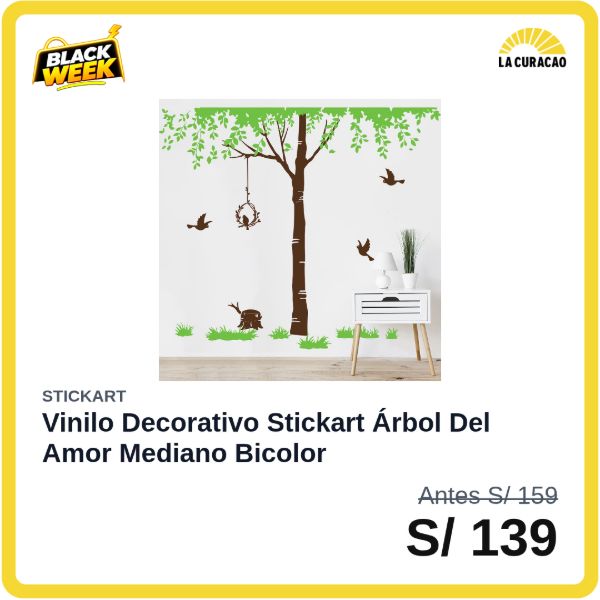 BLACK
WEEK
LA CURACAO
STICKART
Vinilo Decorativo Stickart Árbol Del
Amor Mediano Bicolor
Antes S/ 159
S/ 139